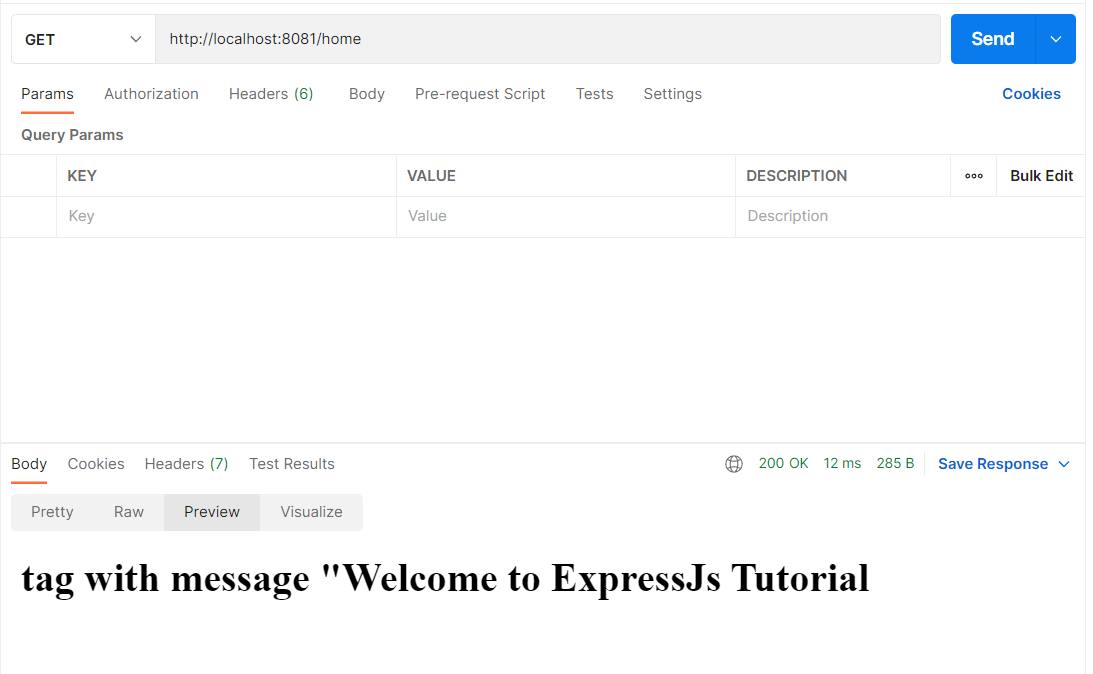 GET http://localhost:8081/home Send
Params Authorization Headers (6) Body Pre-request Script Tests Settings Cookies
Query Params
KEY VALUE DESCRIPTION Bulk Edit
Key Value Description
Body Cookies Headers (7) Test Results 200 OK 12 ms 285 B Save Response
Pretty Raw Preview Visualize
tag with message "Welcome to ExpressJs Tutorial